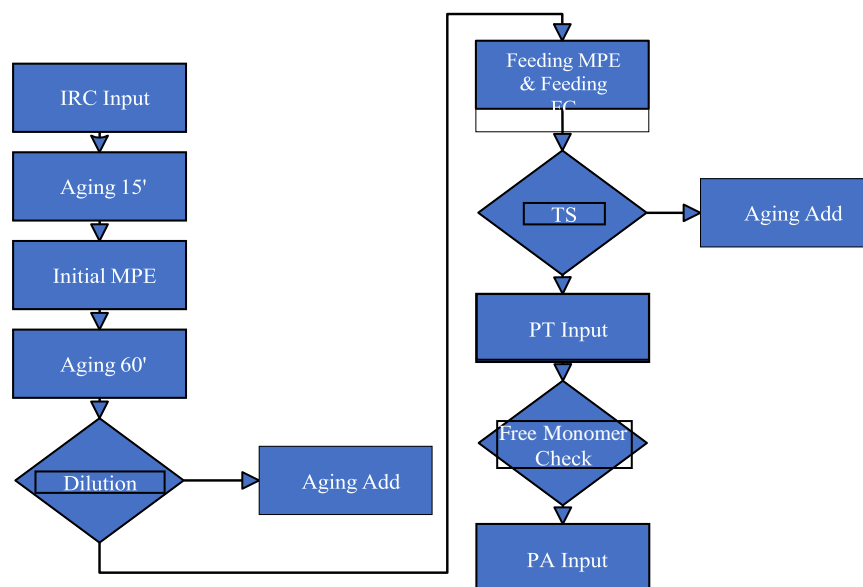 IRC Input
Aging 15'
Initial MPE
Aging 60'
Dilution
Aging Add
Feeding MPE
& Feeding
TS
Aging Add
PT Input
Free Monomer
Check
PA Input